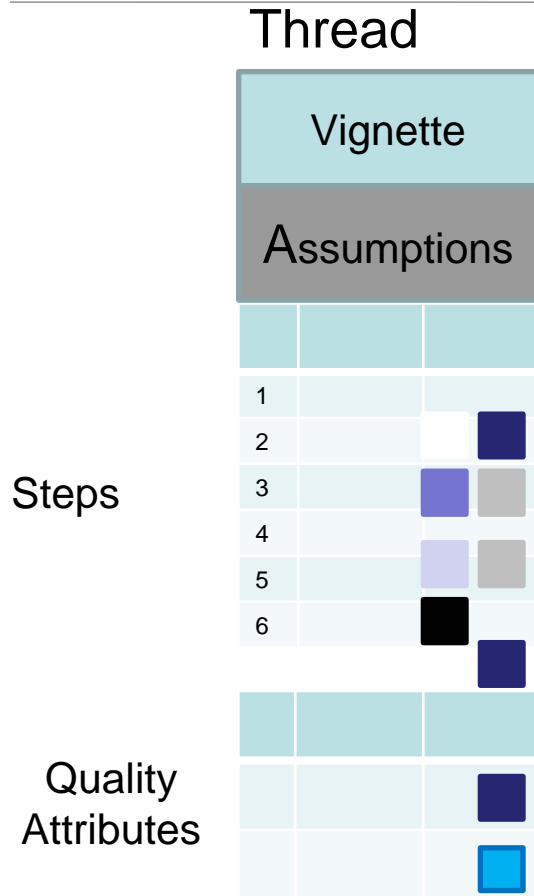 Thread
Vignette
Assumptions
1
2
Steps
3
4
5
6
Quality
Attributes